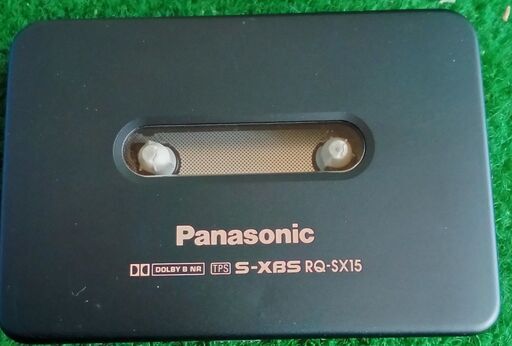 Panasonic
DOLBY B NR TPS S-XBS RQ-SX15